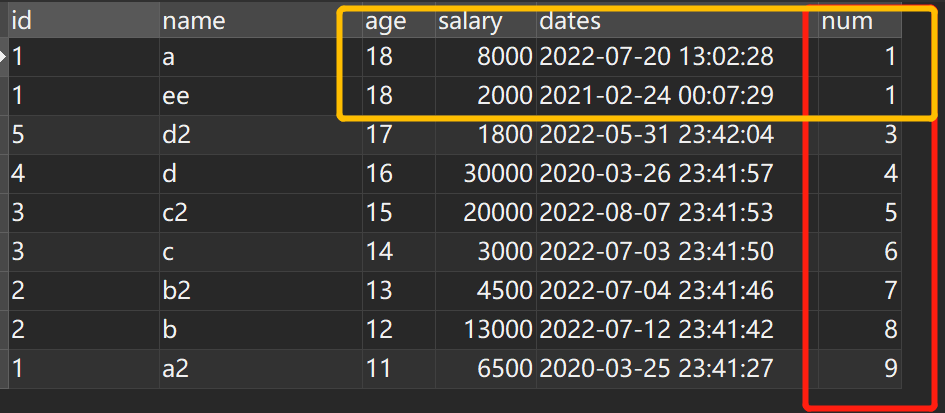 id name age salary dates num
1 a 18 8000 2022-07-20 13:02:28 1
1 ee 18 2000 2021-02-24 00:07:29 1
5 d2 17 1800 2022-05-31 23:42:04 3
4 d 16 30000 2020-03-26 23:41:57 4
3 c2 15 20000 2022-08-07 23:41:53 5
3 c 14 3000 2022-07-03 23:41:50 6
2 b2 13 4500 2022-07-04 23:41:46 7
2 b 12 13000 2022-07-12 23:41:42 8
1 a2 11 6500 2020-03-25 23:41:27 9